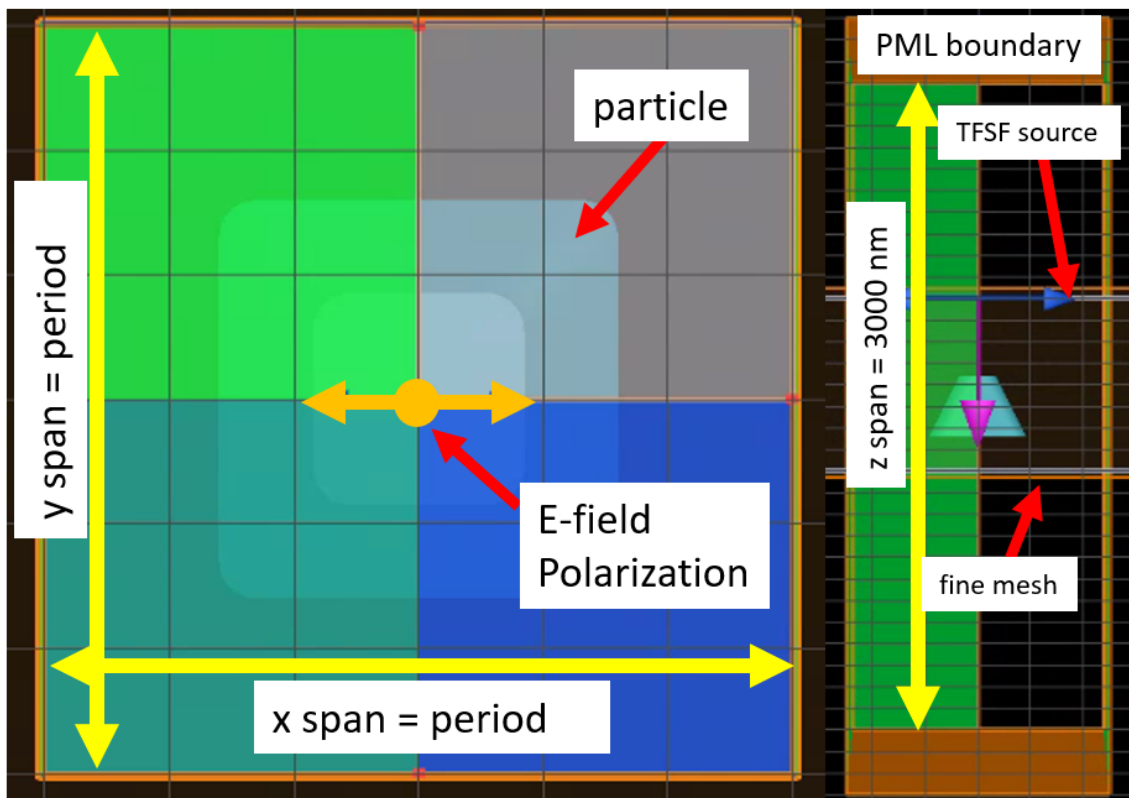 particle
y span = period
E-field
Polarization
x span = period
PML boundary
TFSF source
z span = 3000 nm
fine mesh